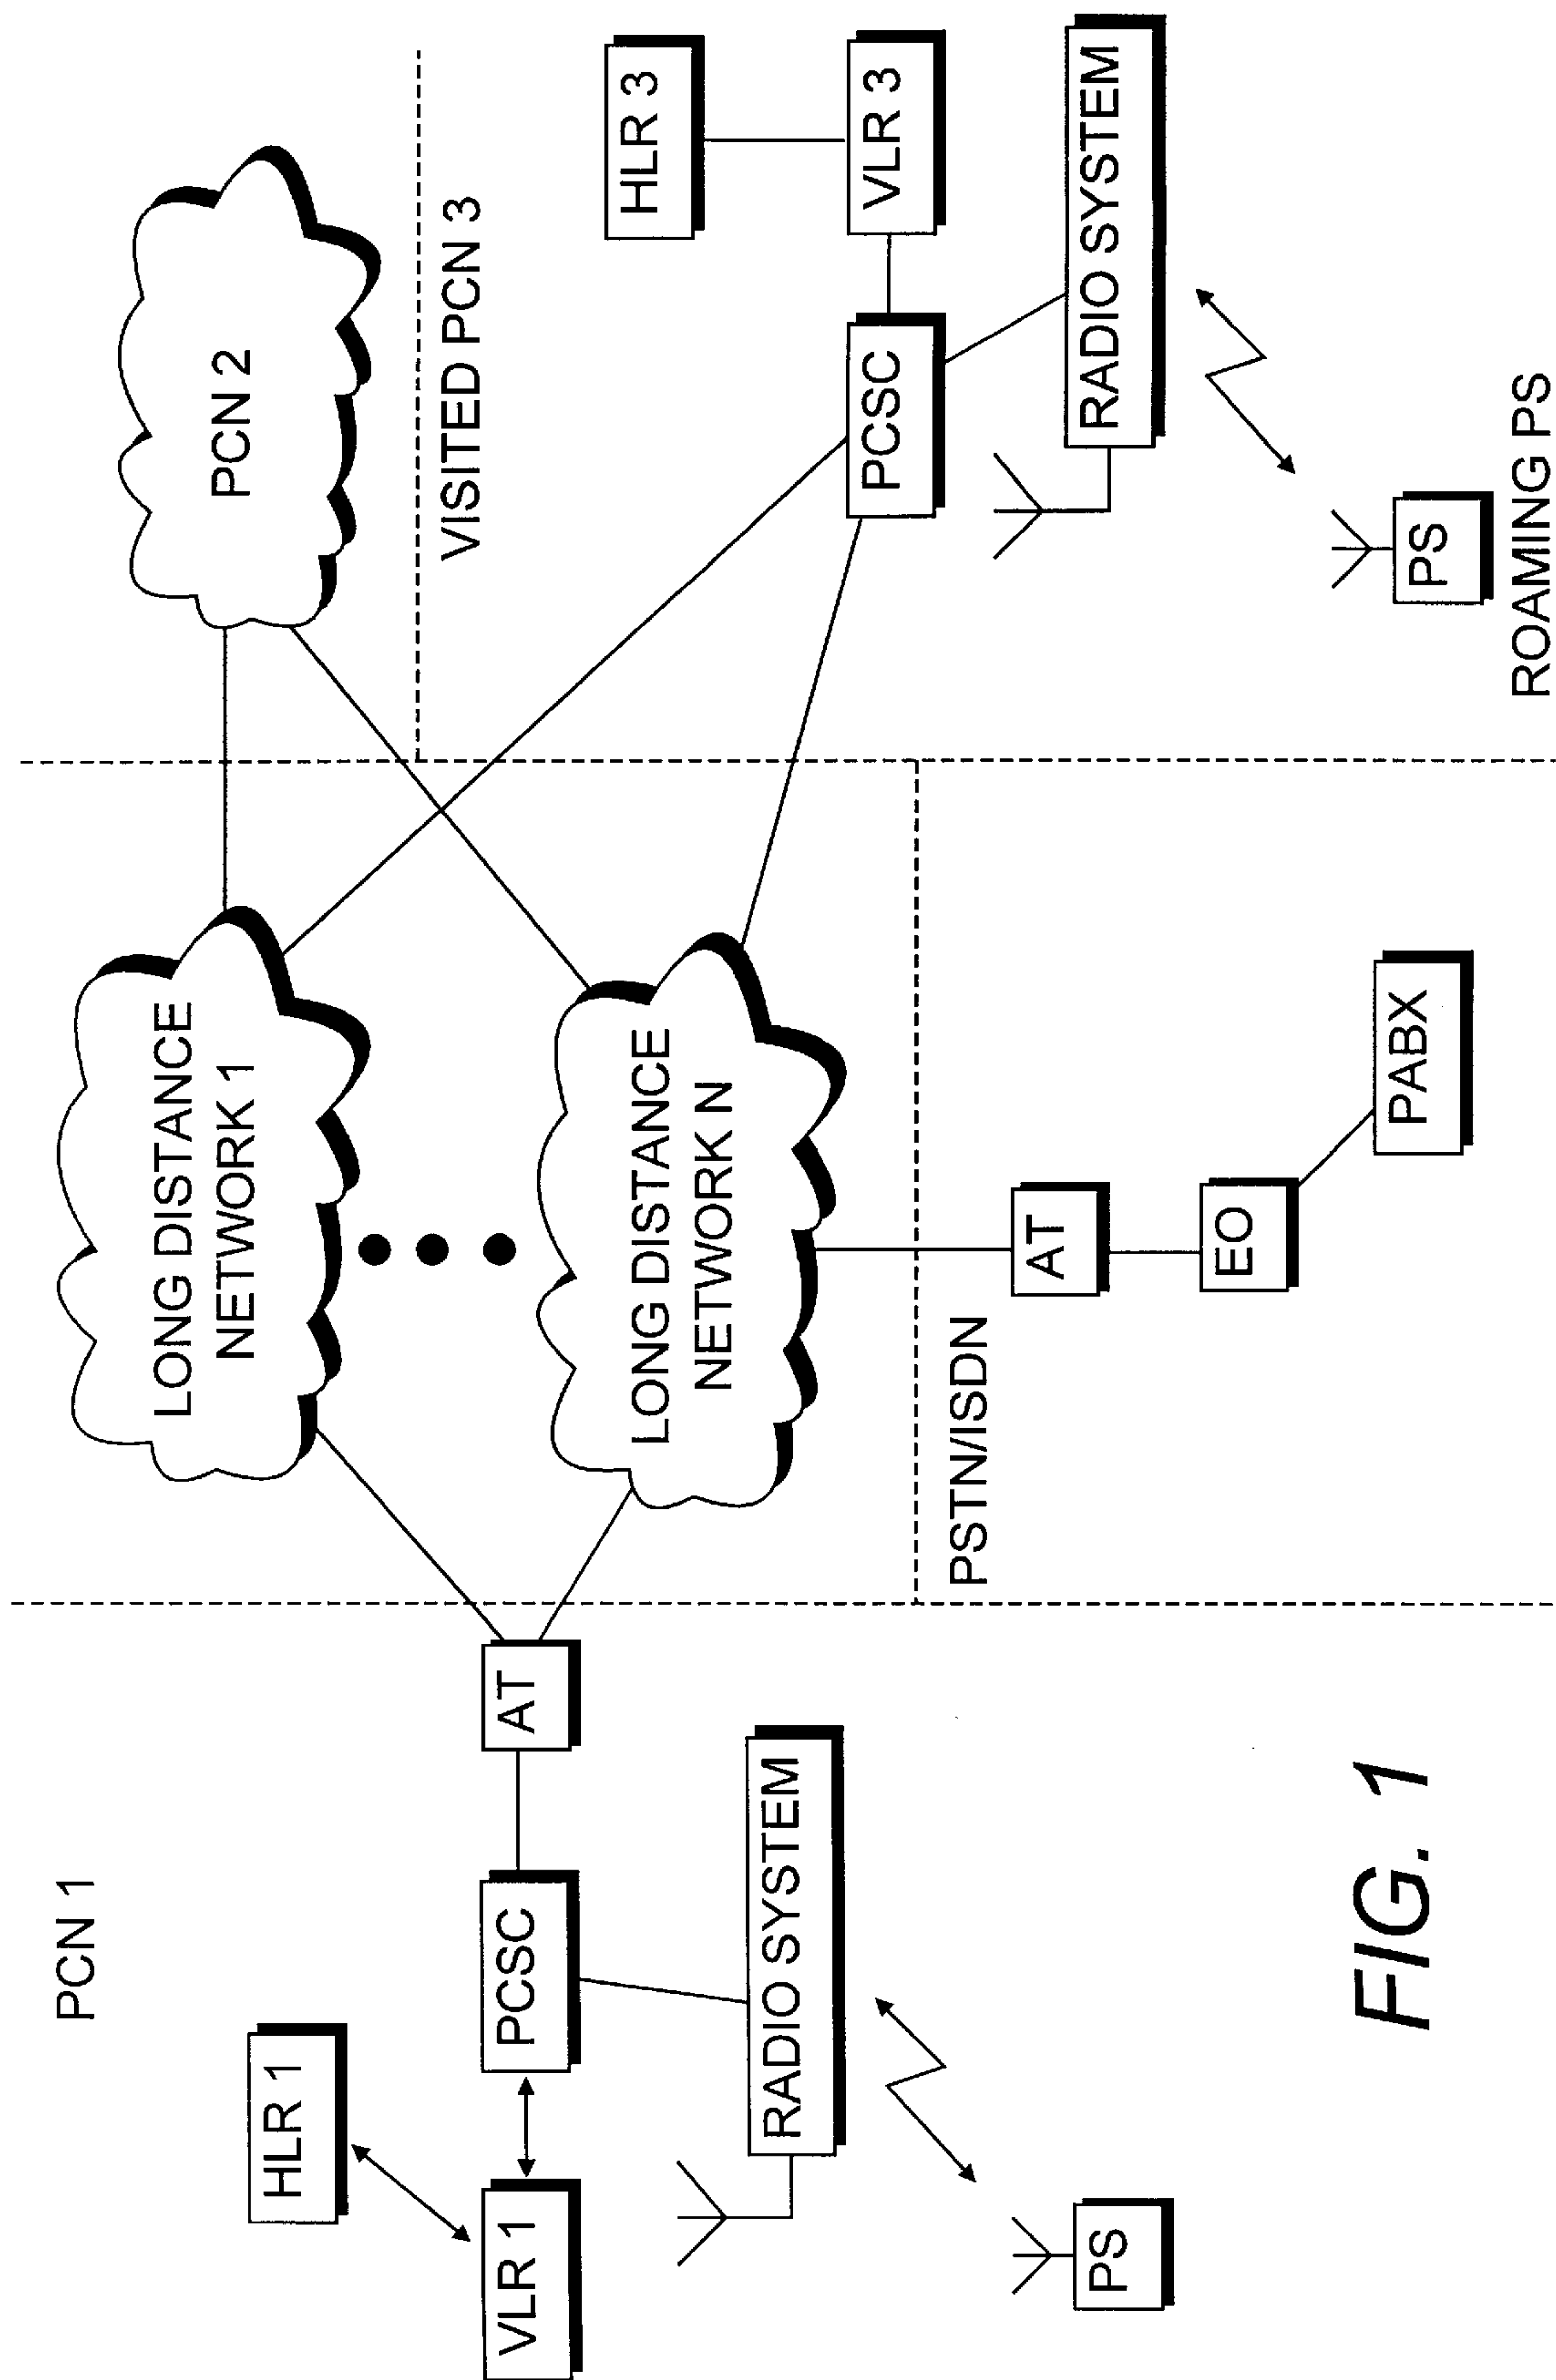 PCN 1
HLR 1
VLR 1
PCSC
AT
RADIO SYSTEM
PS
LONG DISTANCE
NETWORK 1
LONG DISTANCE
NETWORK N
PSTN/ISDN
AT
EO
PABX
PCN 2
VISITED PCN 3
HLR 3
VLR 3
PCSC
RADIO SYSTEM
PS
ROAMING PS
FIG. 1